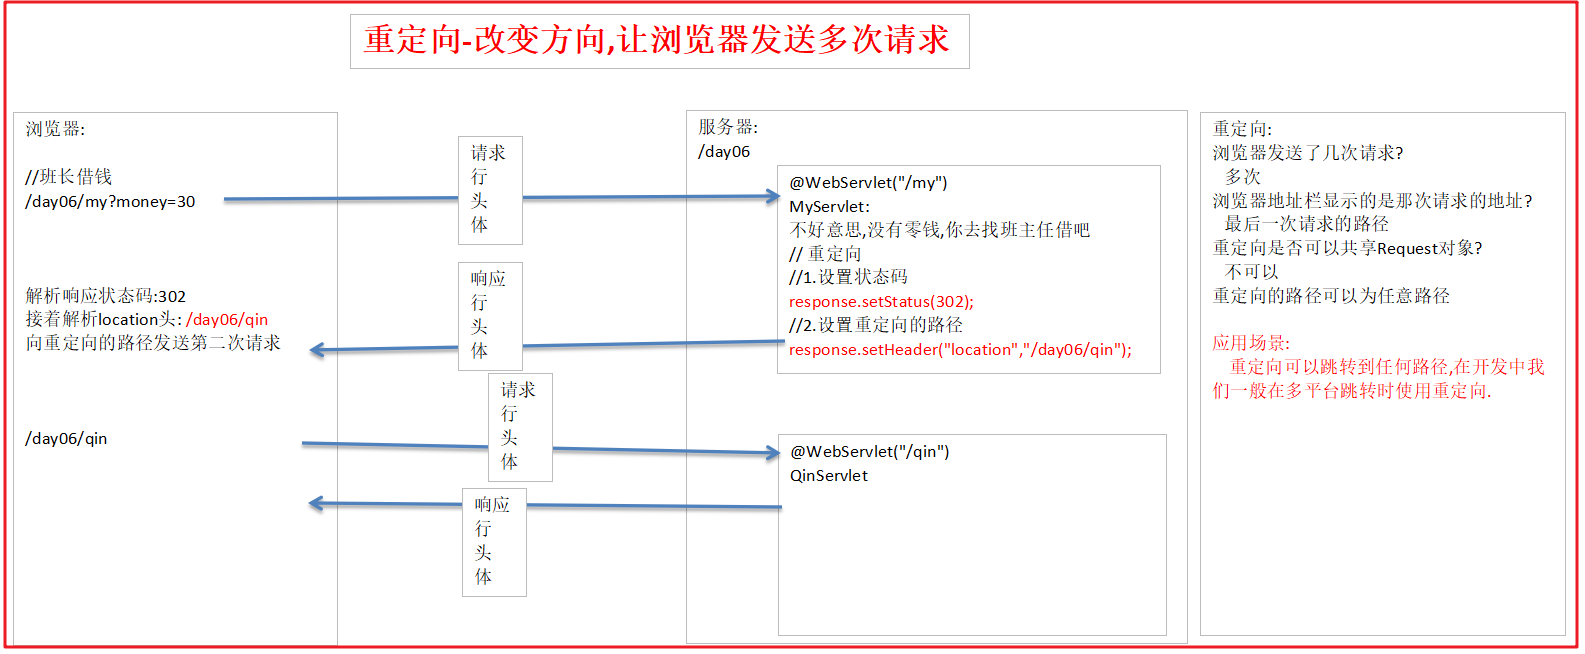 重定向-改变方向,让浏览器发送多次请求
浏览器:
//班长借钱
/day06/my?money=30
解析响应状态码:302
接着解析location头: /day06/qin
向重定向的路径发送第二次请求
/day06/qin
请求
行
头
体
响应
行
头
体
请求
行
头
体
响应
行
头
体
服务器:
/day06
@WebServlet("/my")
MyServlet:
不好意思,没有零钱,你去找班主任借吧
// 重定向
//1.设置状态码
response.setStatus(302);
//2.设置重定向的路径
response.setHeader("location","/day06/qin");
@WebServlet("/qin")
QinServlet
重定向:
浏览器发送了几次请求?
多次
浏览器地址栏显示的是那次请求的地址?
最后一次请求的路径
重定向是否可以共享Request对象?
不可以
重定向的路径可以为任意路径
应用场景:
重定向可以跳转到任何路径,在开发中我
们一般在多平台跳转时使用重定向.